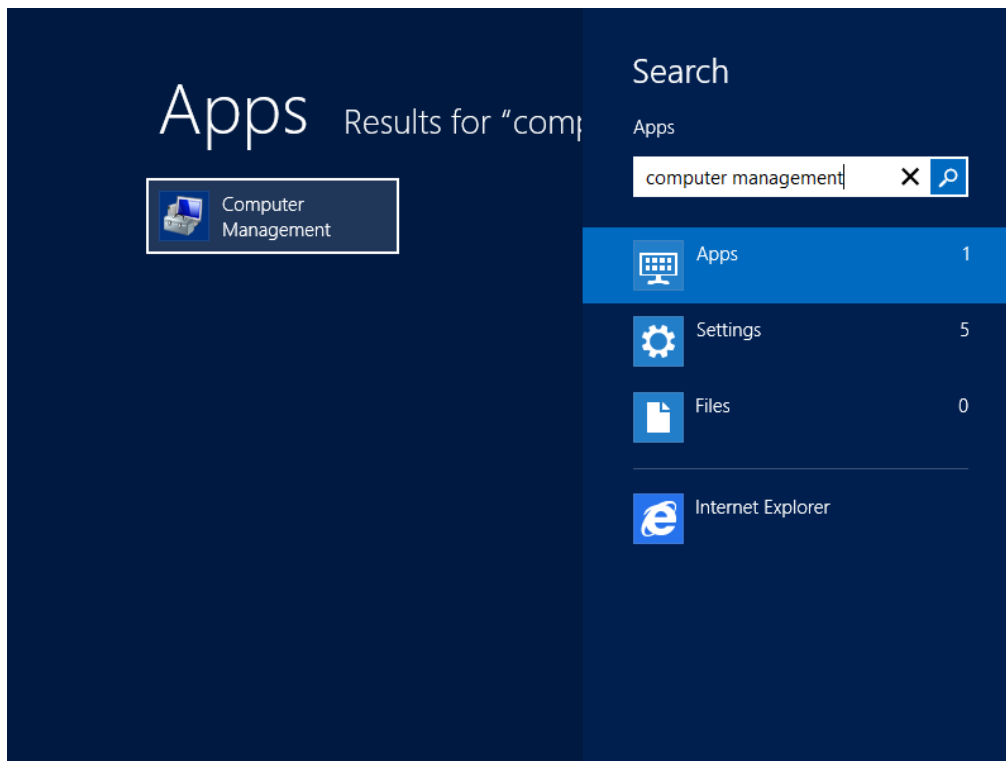 Apps
Results for “comp
Computer
Management
Search
Apps
computer management
Apps 1
Settings 5
Files 0
Internet Explorer